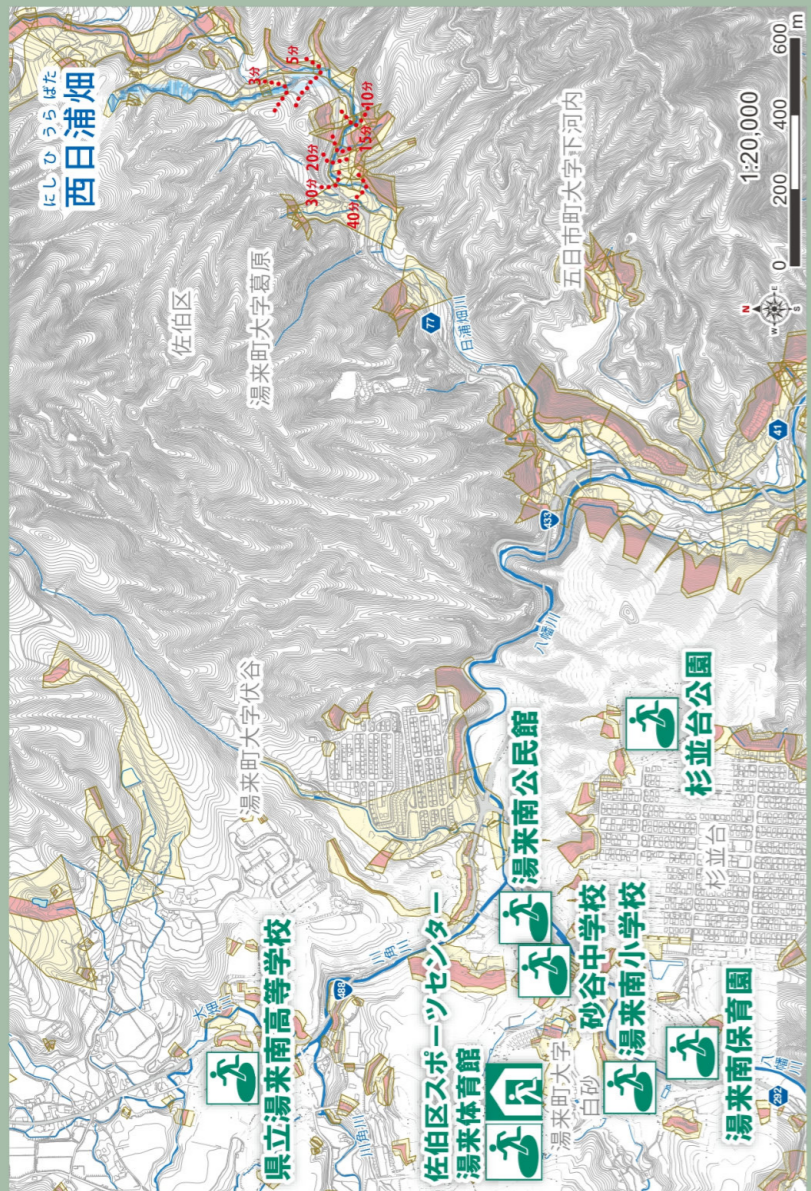 にしひうらばた
西日浦畑
3分
5分
10分
15分
20分
30分
40分
佐伯区
湯来町大字葛原
五日市町大字下河内
77
日浦畑川
1:20,000
0
200
400
600
m
N
W
E
S
湯来町大字伏谷
433
八幡川
41
大畑川
県立湯来南高等学校
488
川角川
川角川
佐伯区スポーツセンター
湯来体育館
湯来南公民館
砂谷中学校
湯来南小学校
湯来町大字
白砂
湯来南保育園
杉並台公園
杉並台
292
八幡川